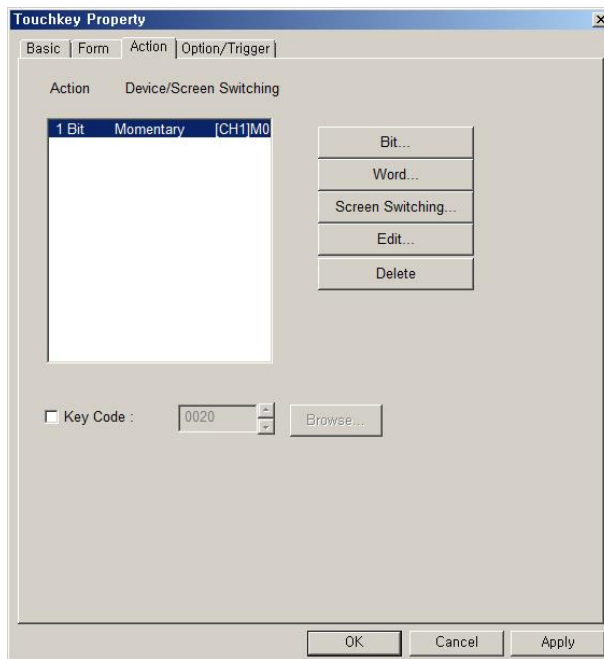 Touchkey Property
Basic Form Action Option/Trigger
Action Device/Screen Switching
1 Bit Momentary [CH1]M0
Bit...
Word...
Screen Switching...
Edit...
Delete
Key Code : 0020 Browse...
OK Cancel Apply